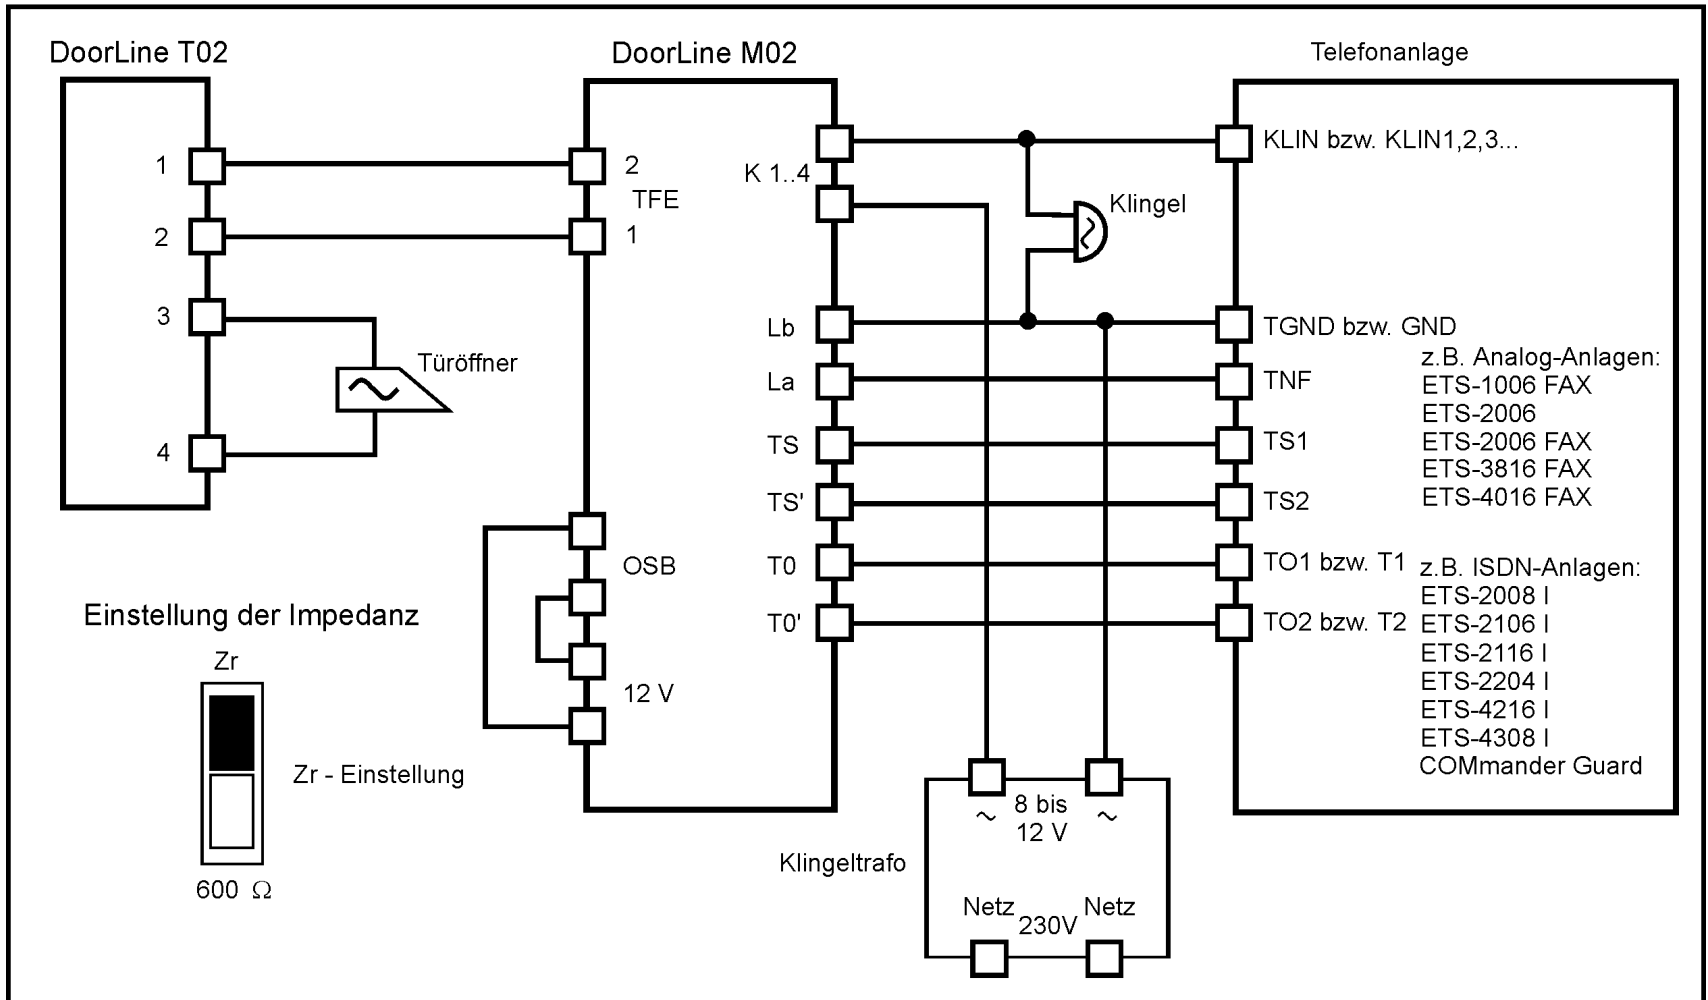 DoorLine T02
1
2
3
4
Türöffner
DoorLine M02
2
TFE
1
OSB
12 V
K 1..4
Lb
La
TS
TS'
T0
T0'
Klingel
Telefonanlage
KLIN bzw. KLIN1,2,3...
TGND bzw. GND
TNF
TS1
TS2
TO1 bzw. T1
TO2 bzw. T2
z.B. Analog-Anlagen:
ETS-1006 FAX
ETS-2006
ETS-2006 FAX
ETS-3816 FAX
ETS-4016 FAX
z.B. ISDN-Anlagen:
ETS-2008 I
ETS-2106 I
ETS-2116 I
ETS-2204 I
ETS-4216 I
ETS-4308 I
COMmander Guard
Einstellung der Impedanz
Zr
Zr - Einstellung
600 Ω
Klingeltrafo
~ 8 bis ~
12 V
Netz 230V Netz